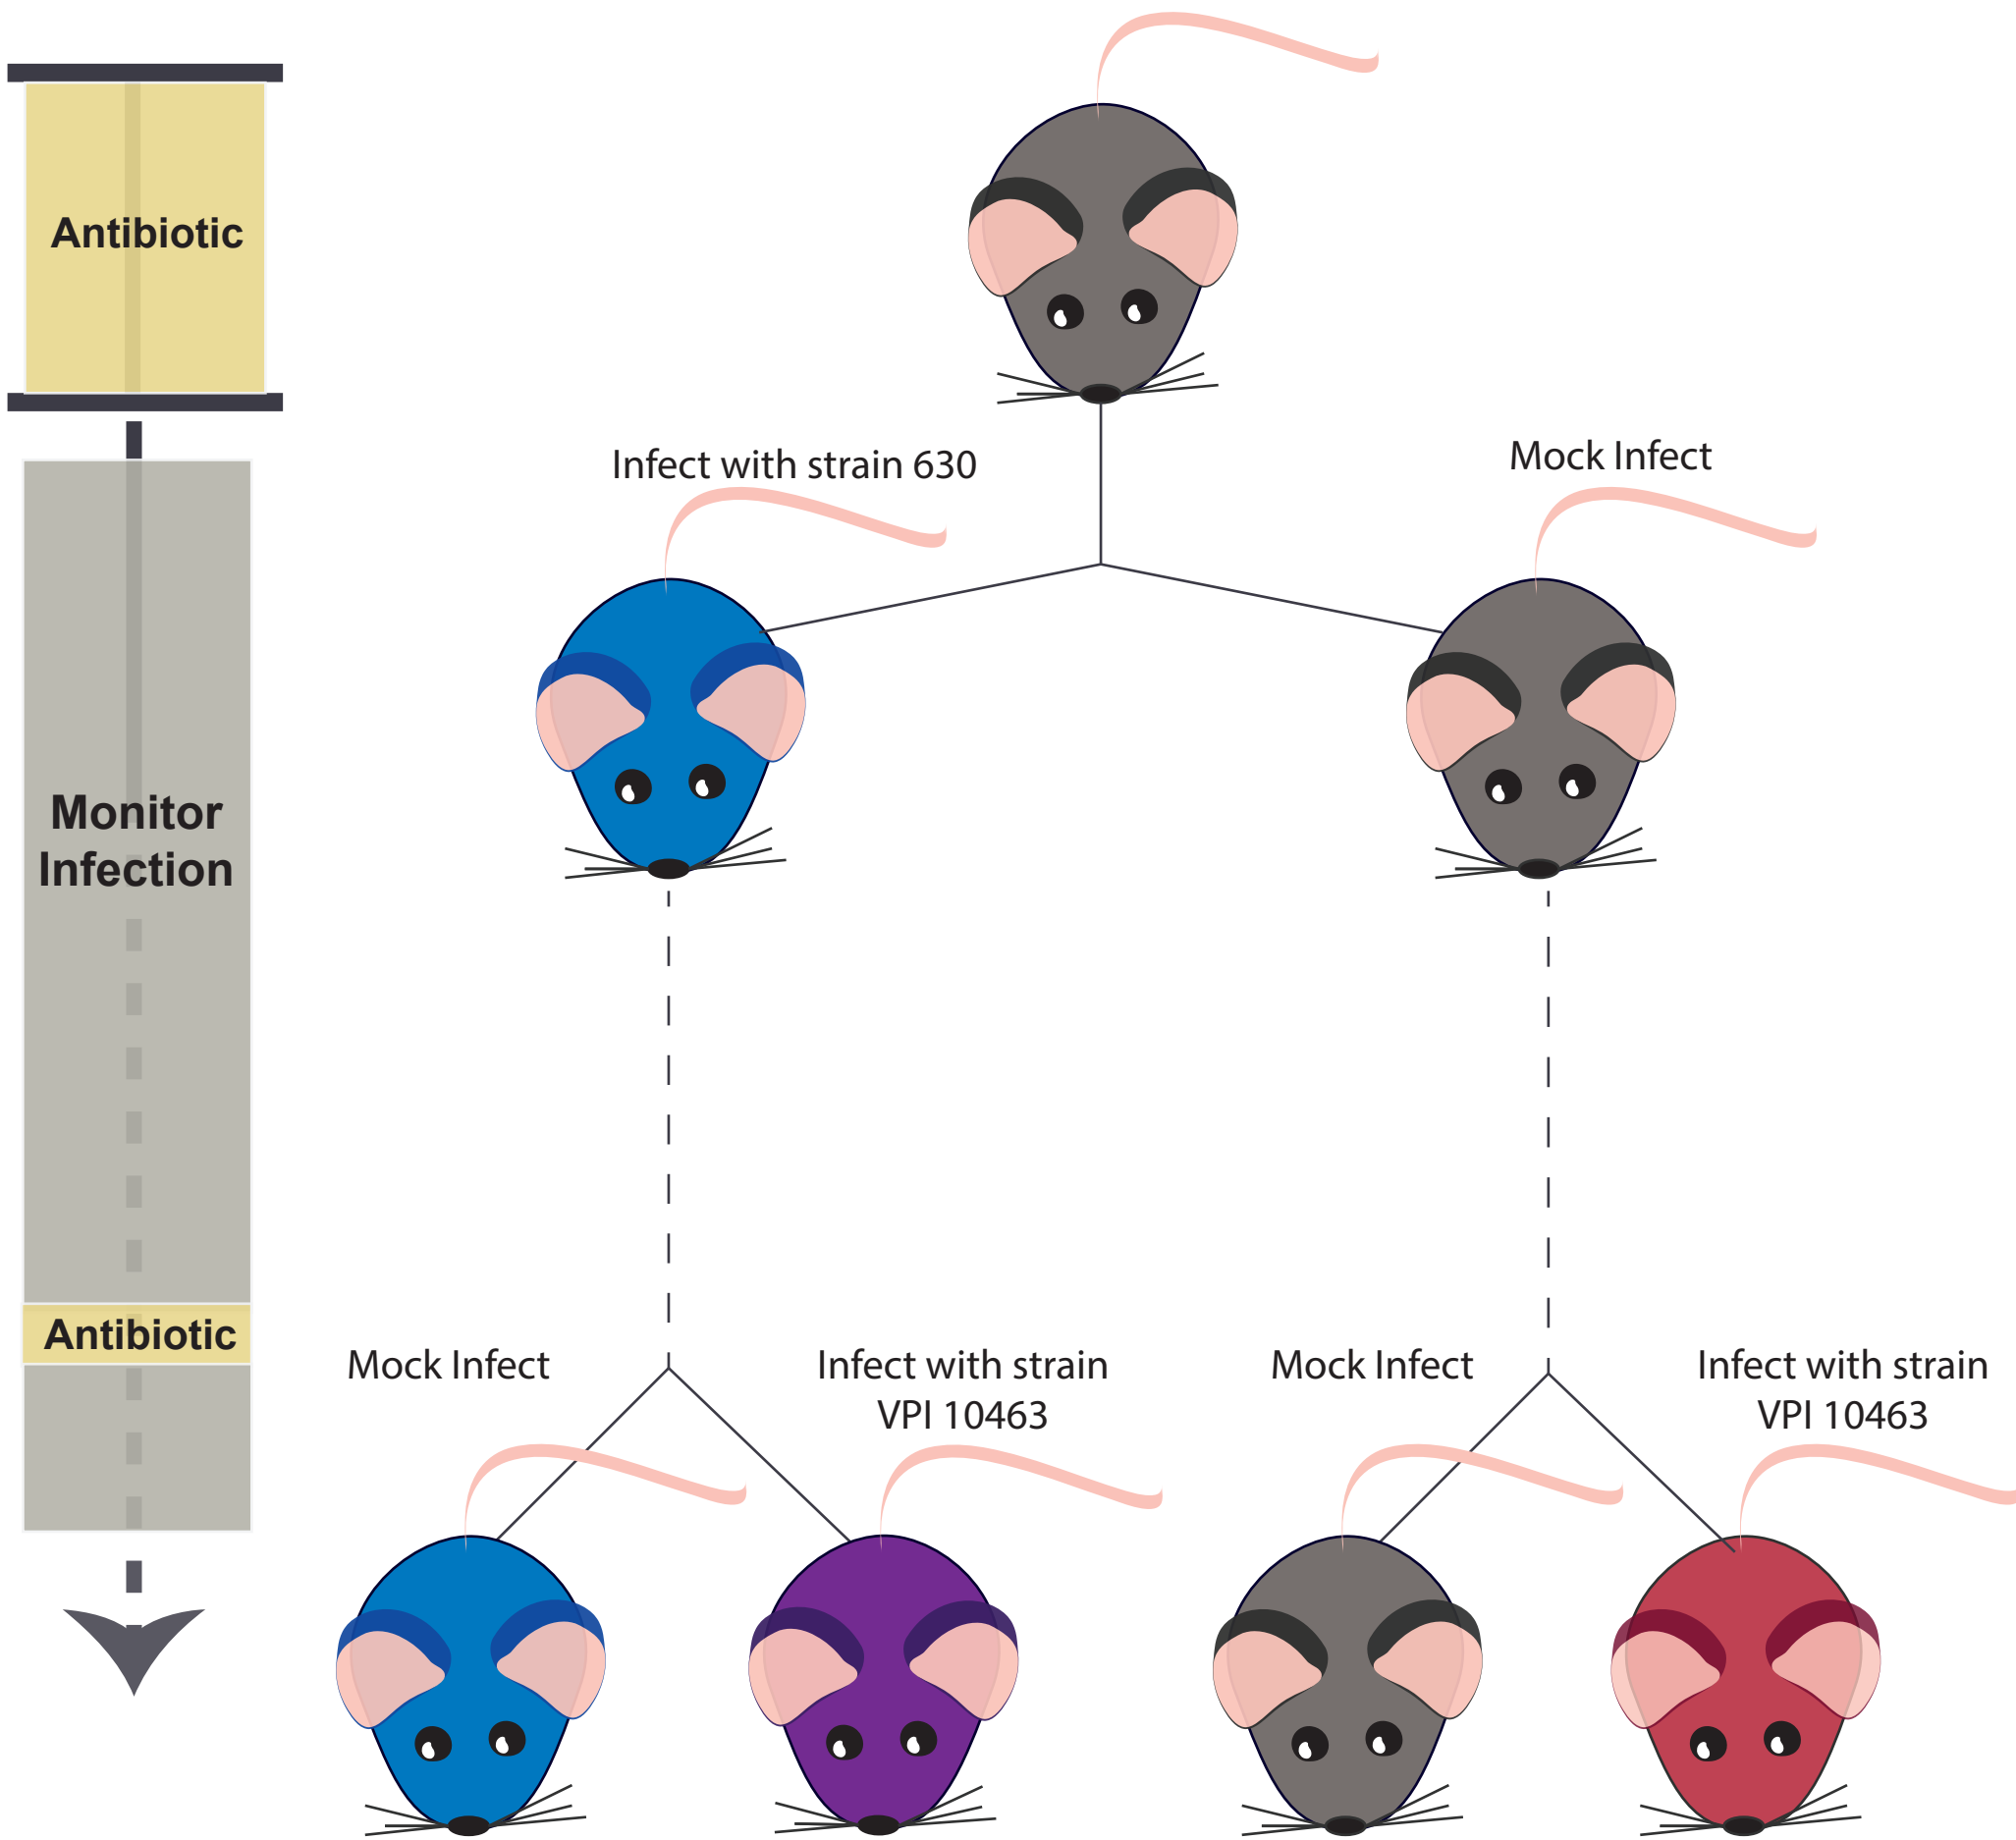 Antibiotic
Infect with strain 630
Mock Infect
Monitor
Infection
Antibiotic
Mock Infect
Infect with strain
VPI 10463
Mock Infect
Infect with strain
VPI 10463